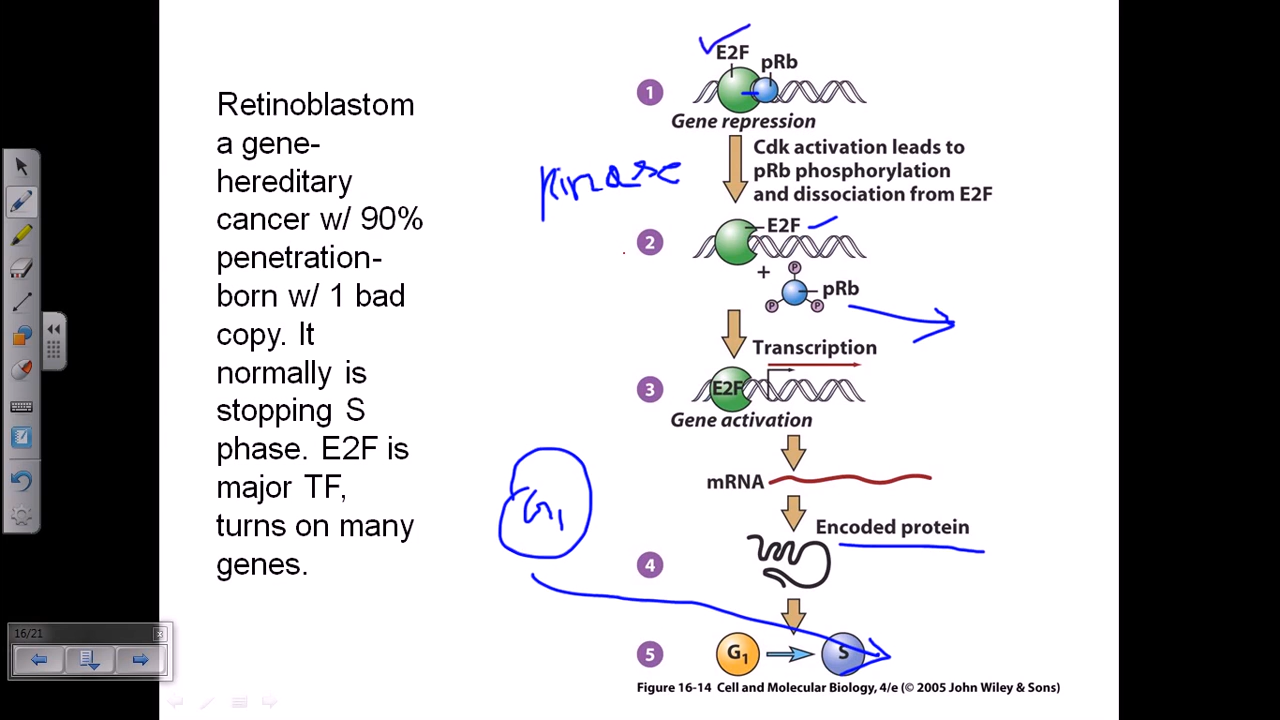 Retinoblastom
a gene-
hereditary
cancer w/ 90%
penetration-
born w/ 1 bad
copy. It
normally is
stopping S
phase. E2F is
major TF,
turns on many
genes.
E2F
pRb
1
Gene repression
Cdk activation leads to
pRb phosphorylation
and dissociation from E2F
Kinase
2
E2F
+
P
pRb
P
P
Transcription
3
E2F
Gene activation
mRNA
G1
Encoded protein
4
5
G1
S
Figure 16-14 Cell and Molecular Biology, 4/e (© 2005 John Wiley & Sons)
16/21